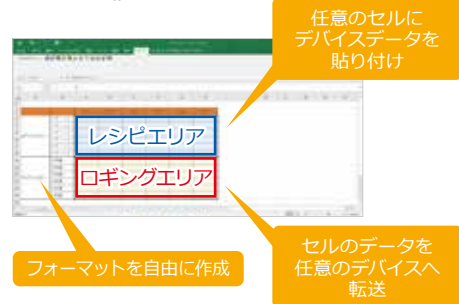 任意のセルに
デバイスデータを
貼り付け
レシピエリア
ロギングエリア
フォーマットを自由に作成
セルのデータを
任意のデバイスへ
転送